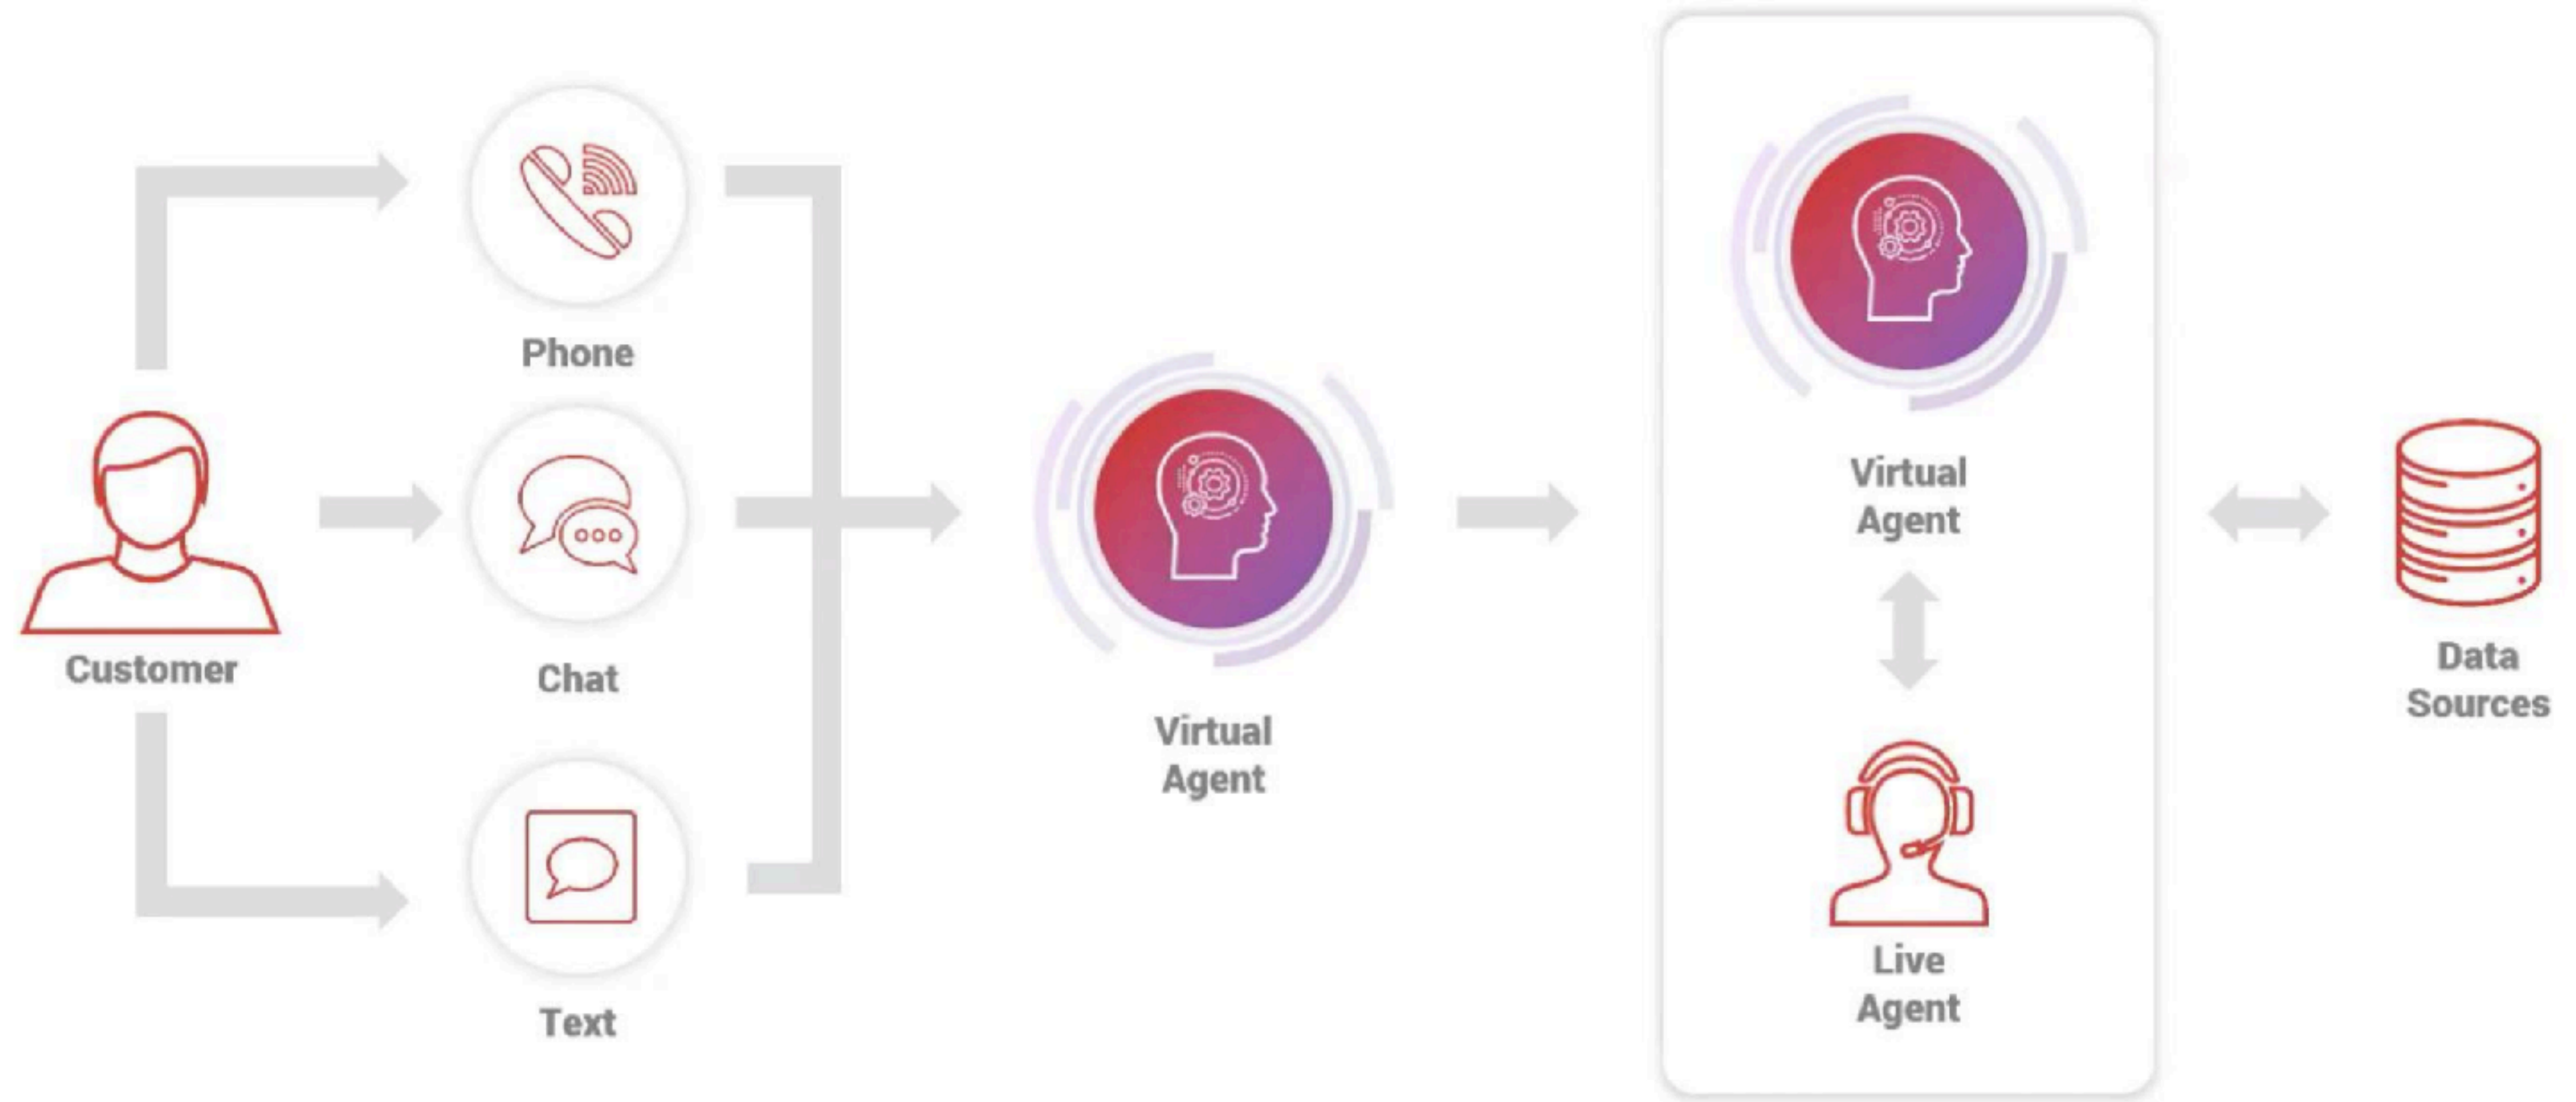 Phone
Customer
Chat
Text
Virtual
Agent
Virtual
Agent
Live
Agent
Data
Sources